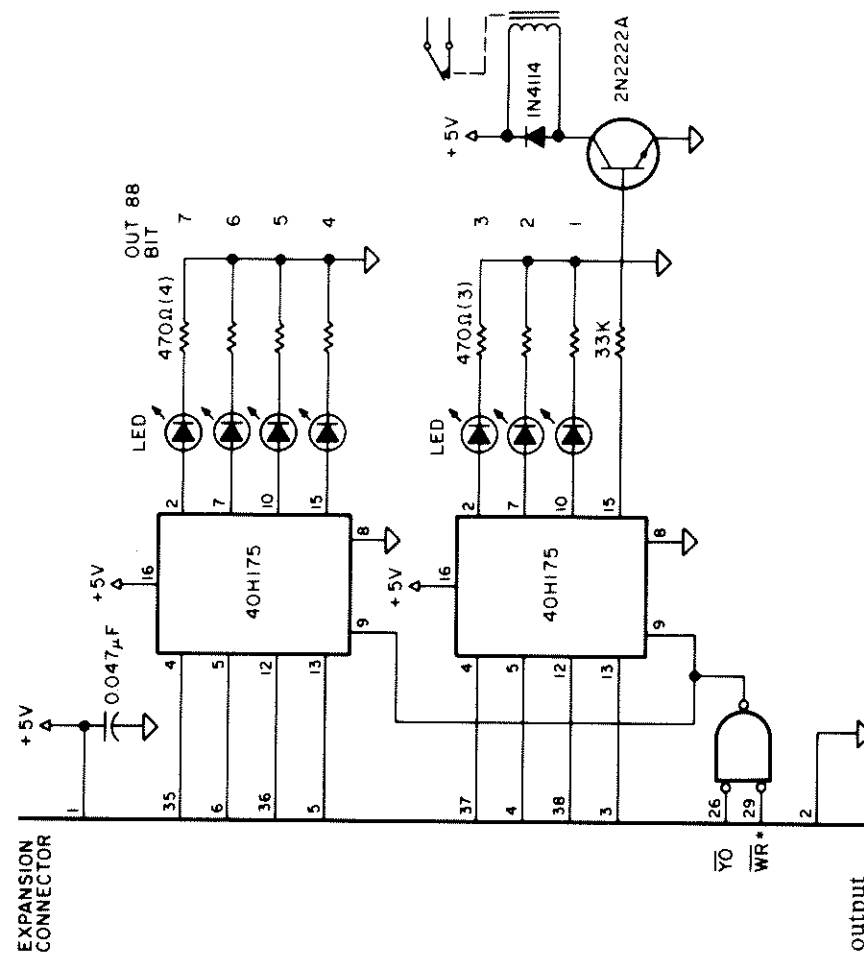 EXPANSION
CONNECTOR
+5V
1
0.047µF
35
6
36
5
4
5
12
13
+5V
16
40H175
9
8
2
7
10
15
LED
470Ω(4)
OUT 88
BIT
7
6
5
4
37
4
38
3
4
5
12
13
+5V
16
40H175
9
8
2
7
10
15
LED
470Ω(3)
33K
3
2
1
+5V
1N4114
2N2222A
Y0
26
WR*
29
2
output